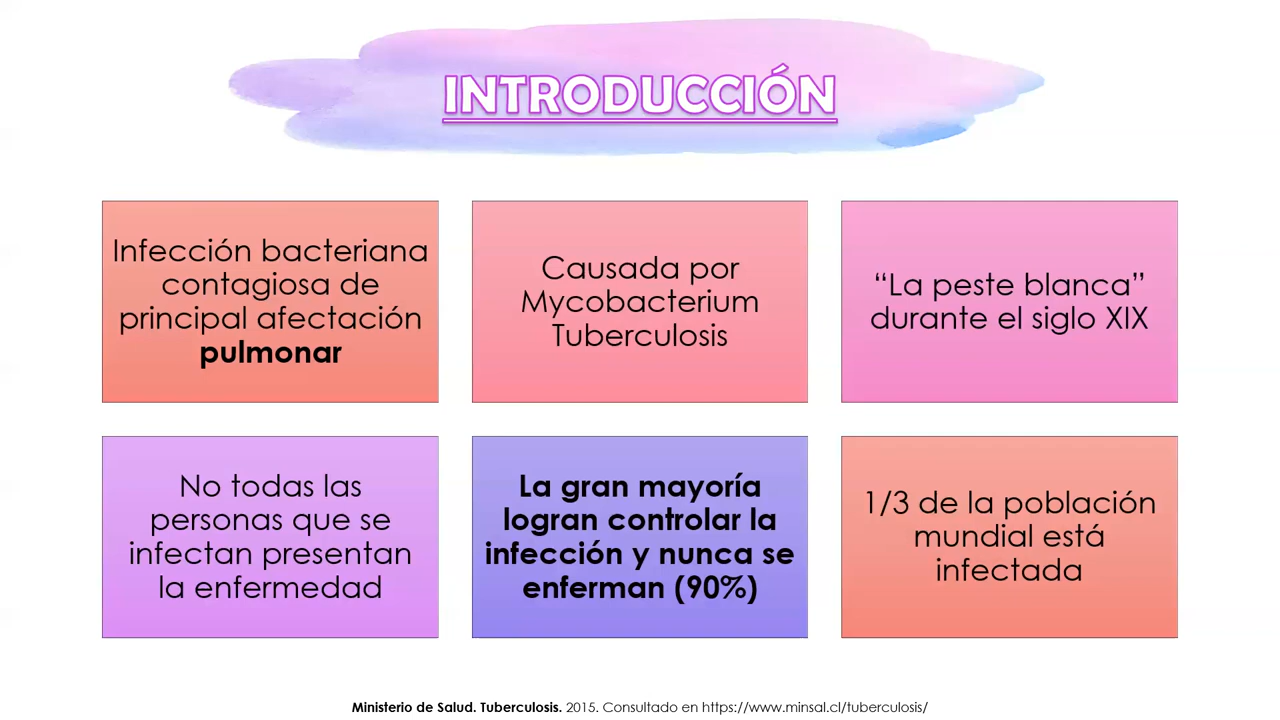 INTRODUCCIÓN
Infección bacteriana
contagiosa de
principal afectación
pulmonar
Causada por
Mycobacterium
Tuberculosis
“La peste blanca”
durante el siglo XIX
No todas las
personas que se
infectan presentan
la enfermedad
La gran mayoría
logran controlar la
infección y nunca se
enferman (90%)
1/3 de la población
mundial está
infectada
Ministerio de Salud. Tuberculosis. 2015. Consultado en https://www.minsal.cl/tuberculosis/